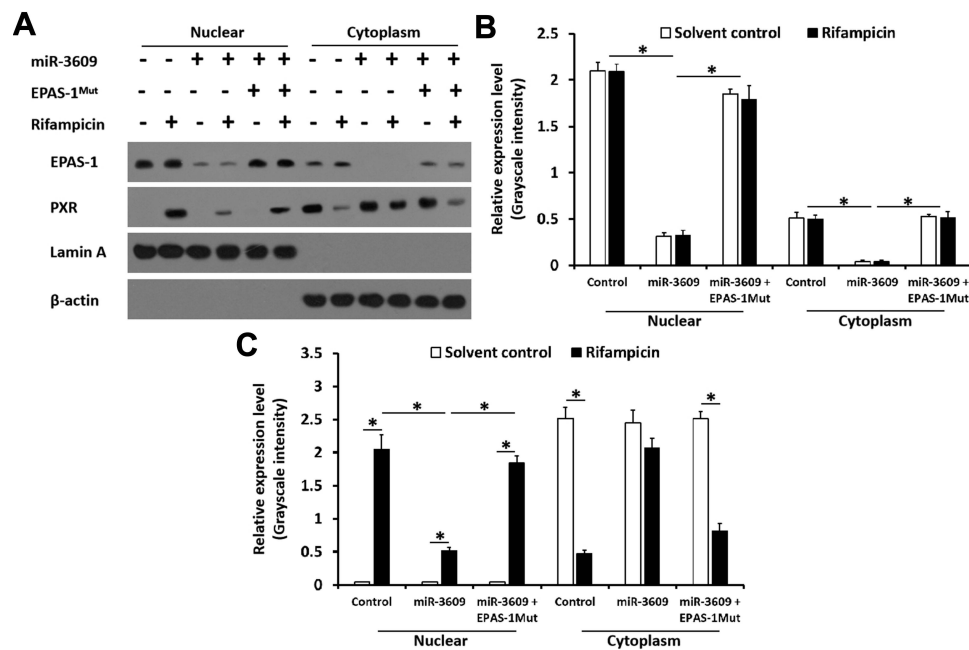 A
Nuclear Cytoplasm
miR-3609 - - + + + + - - + + + +
EPAS-1Mut - - - - + + - - - - + +
Rifampicin - + - + - + - + - + - +
EPAS-1
PXR
Lamin A
β-actin
B
Solvent control Rifampicin
Relative expression level
(Grayscale intensity)
2.5
2
1.5
1
0.5
0
* * * *
Control miR-3609 miR-3609 + Control miR-3609 miR-3609 +
EPAS-1Mut EPAS-1Mut
Nuclear Cytoplasm
C
Solvent control Rifampicin
Relative expression level
(Grayscale intensity)
3.5
3
2.5
2
1.5
1
0.5
0
* * * * * * *
Control miR-3609 miR-3609 + Control miR-3609 miR-3609 +
EPAS-1Mut EPAS-1Mut
Nuclear Cytoplasm